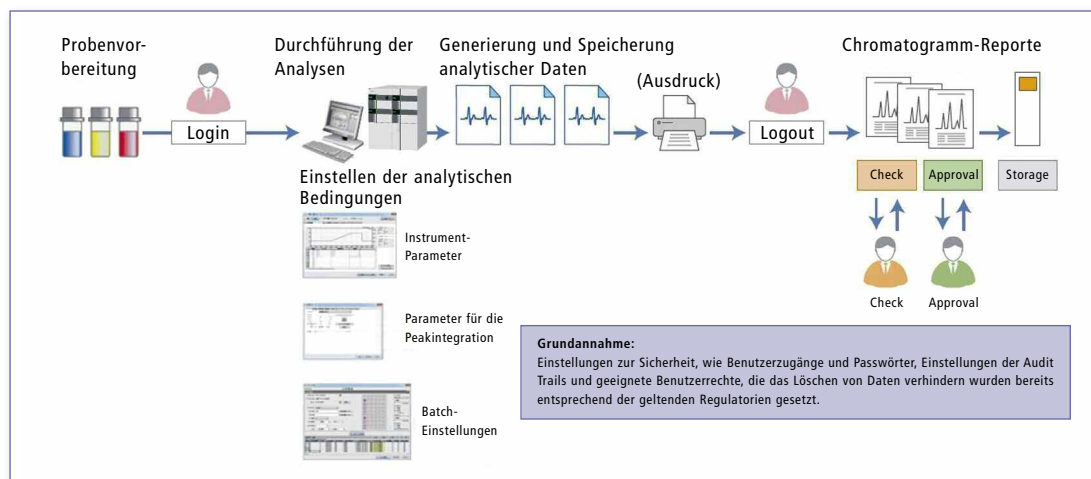 Probenvor-
bereitung
Login
Durchführung der
Analysen
Generierung und Speicherung
analytischer Daten
(Ausdruck)
Logout
Chromatogramm-Reporte
Check
Approval
Storage
Check
Approval
Einstellen der analytischen
Bedingungen
Instrument-
Parameter
Parameter für die
Peakintegration
Batch-
Einstellungen
Grundannahme:
Einstellungen zur Sicherheit, wie Benutzerzugänge und Passwörter, Einstellungen der Audit
Trails und geeignete Benutzerrechte, die das Löschen von Daten verhindern wurden bereits
entsprechend der geltenden Regulatorien gesetzt.